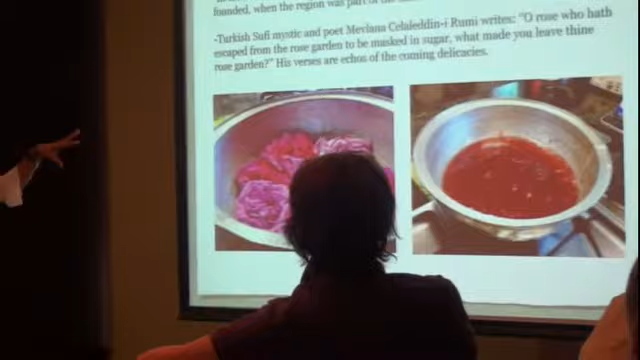 founded, when the region was part of the
-Turkish Sufi mystic and poet Mevlana Celaleddin-i Rumi writes: "O rose who hath
escaped from the rose garden to be masked in sugar, what made you leave thine
rose garden?" His verses are echos of the coming delicacies.